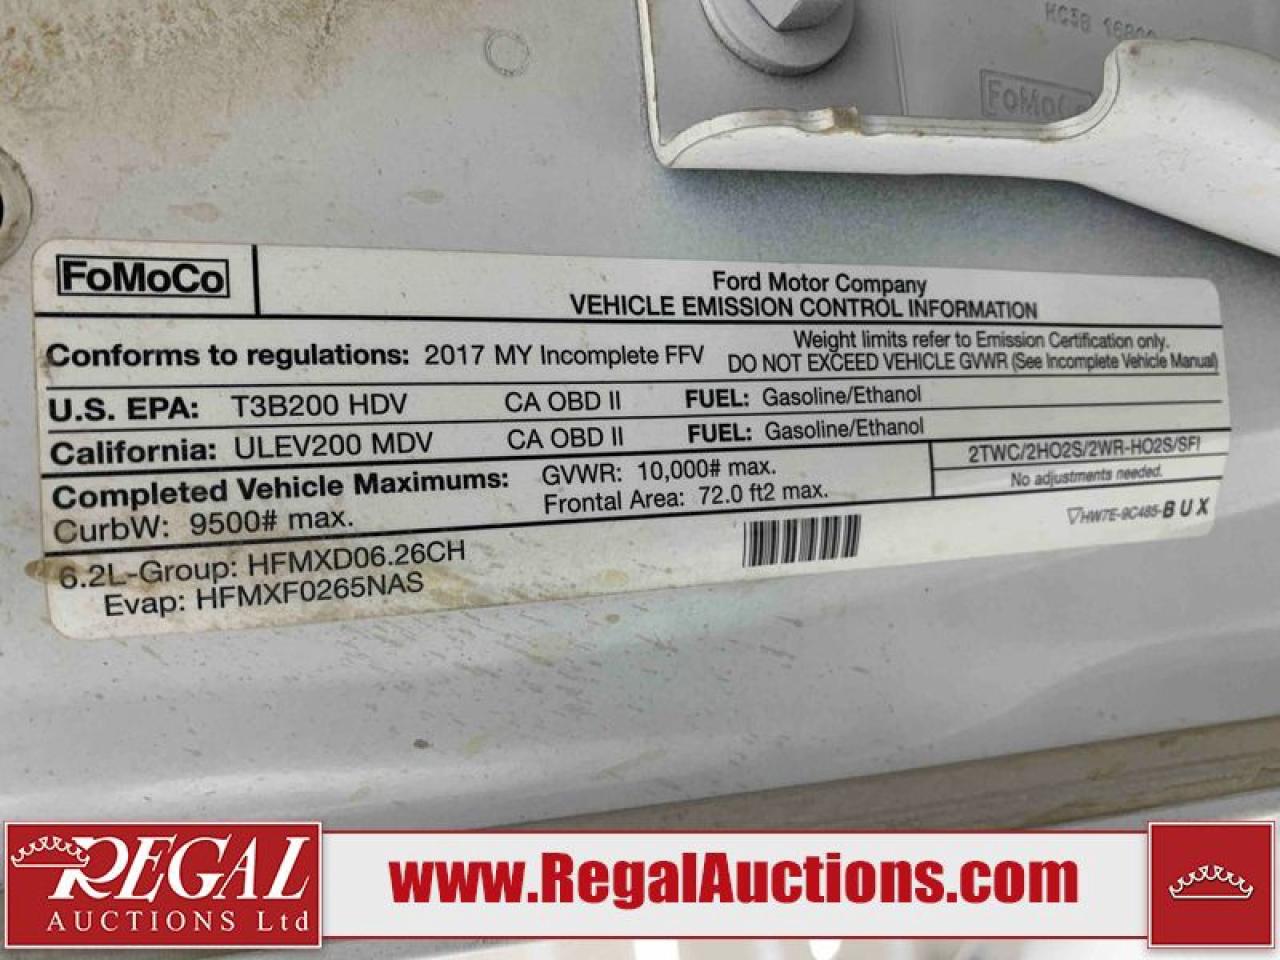 KC3B
FoMoCo
FoMoCo
Ford Motor Company
VEHICLE EMISSION CONTROL INFORMATION
Conforms to regulations: 2017 MY Incomplete FFV
Weight limits refer to Emission Certification only.
DO NOT EXCEED VEHICLE GVWR (See Incomplete Vehicle Manual)
U.S. EPA: T3B200 HDV CA OBD II FUEL: Gasoline/Ethanol
California: ULEV200 MDV CA OBD II FUEL: Gasoline/Ethanol
Completed Vehicle Maximums: GVWR: 10,000# max.
CurbW: 9500# max. Frontal Area: 72.0 ft2 max.
2TWC/2HO2S/2WR-HO2S/SFI
No adjustments needed.
HW7E-9C485-BUX
6.2L-Group: HFMXD06.26CH
Evap: HFMXF0265NAS
REGAL
AUCTIONS Ltd
www.RegalAuctions.com